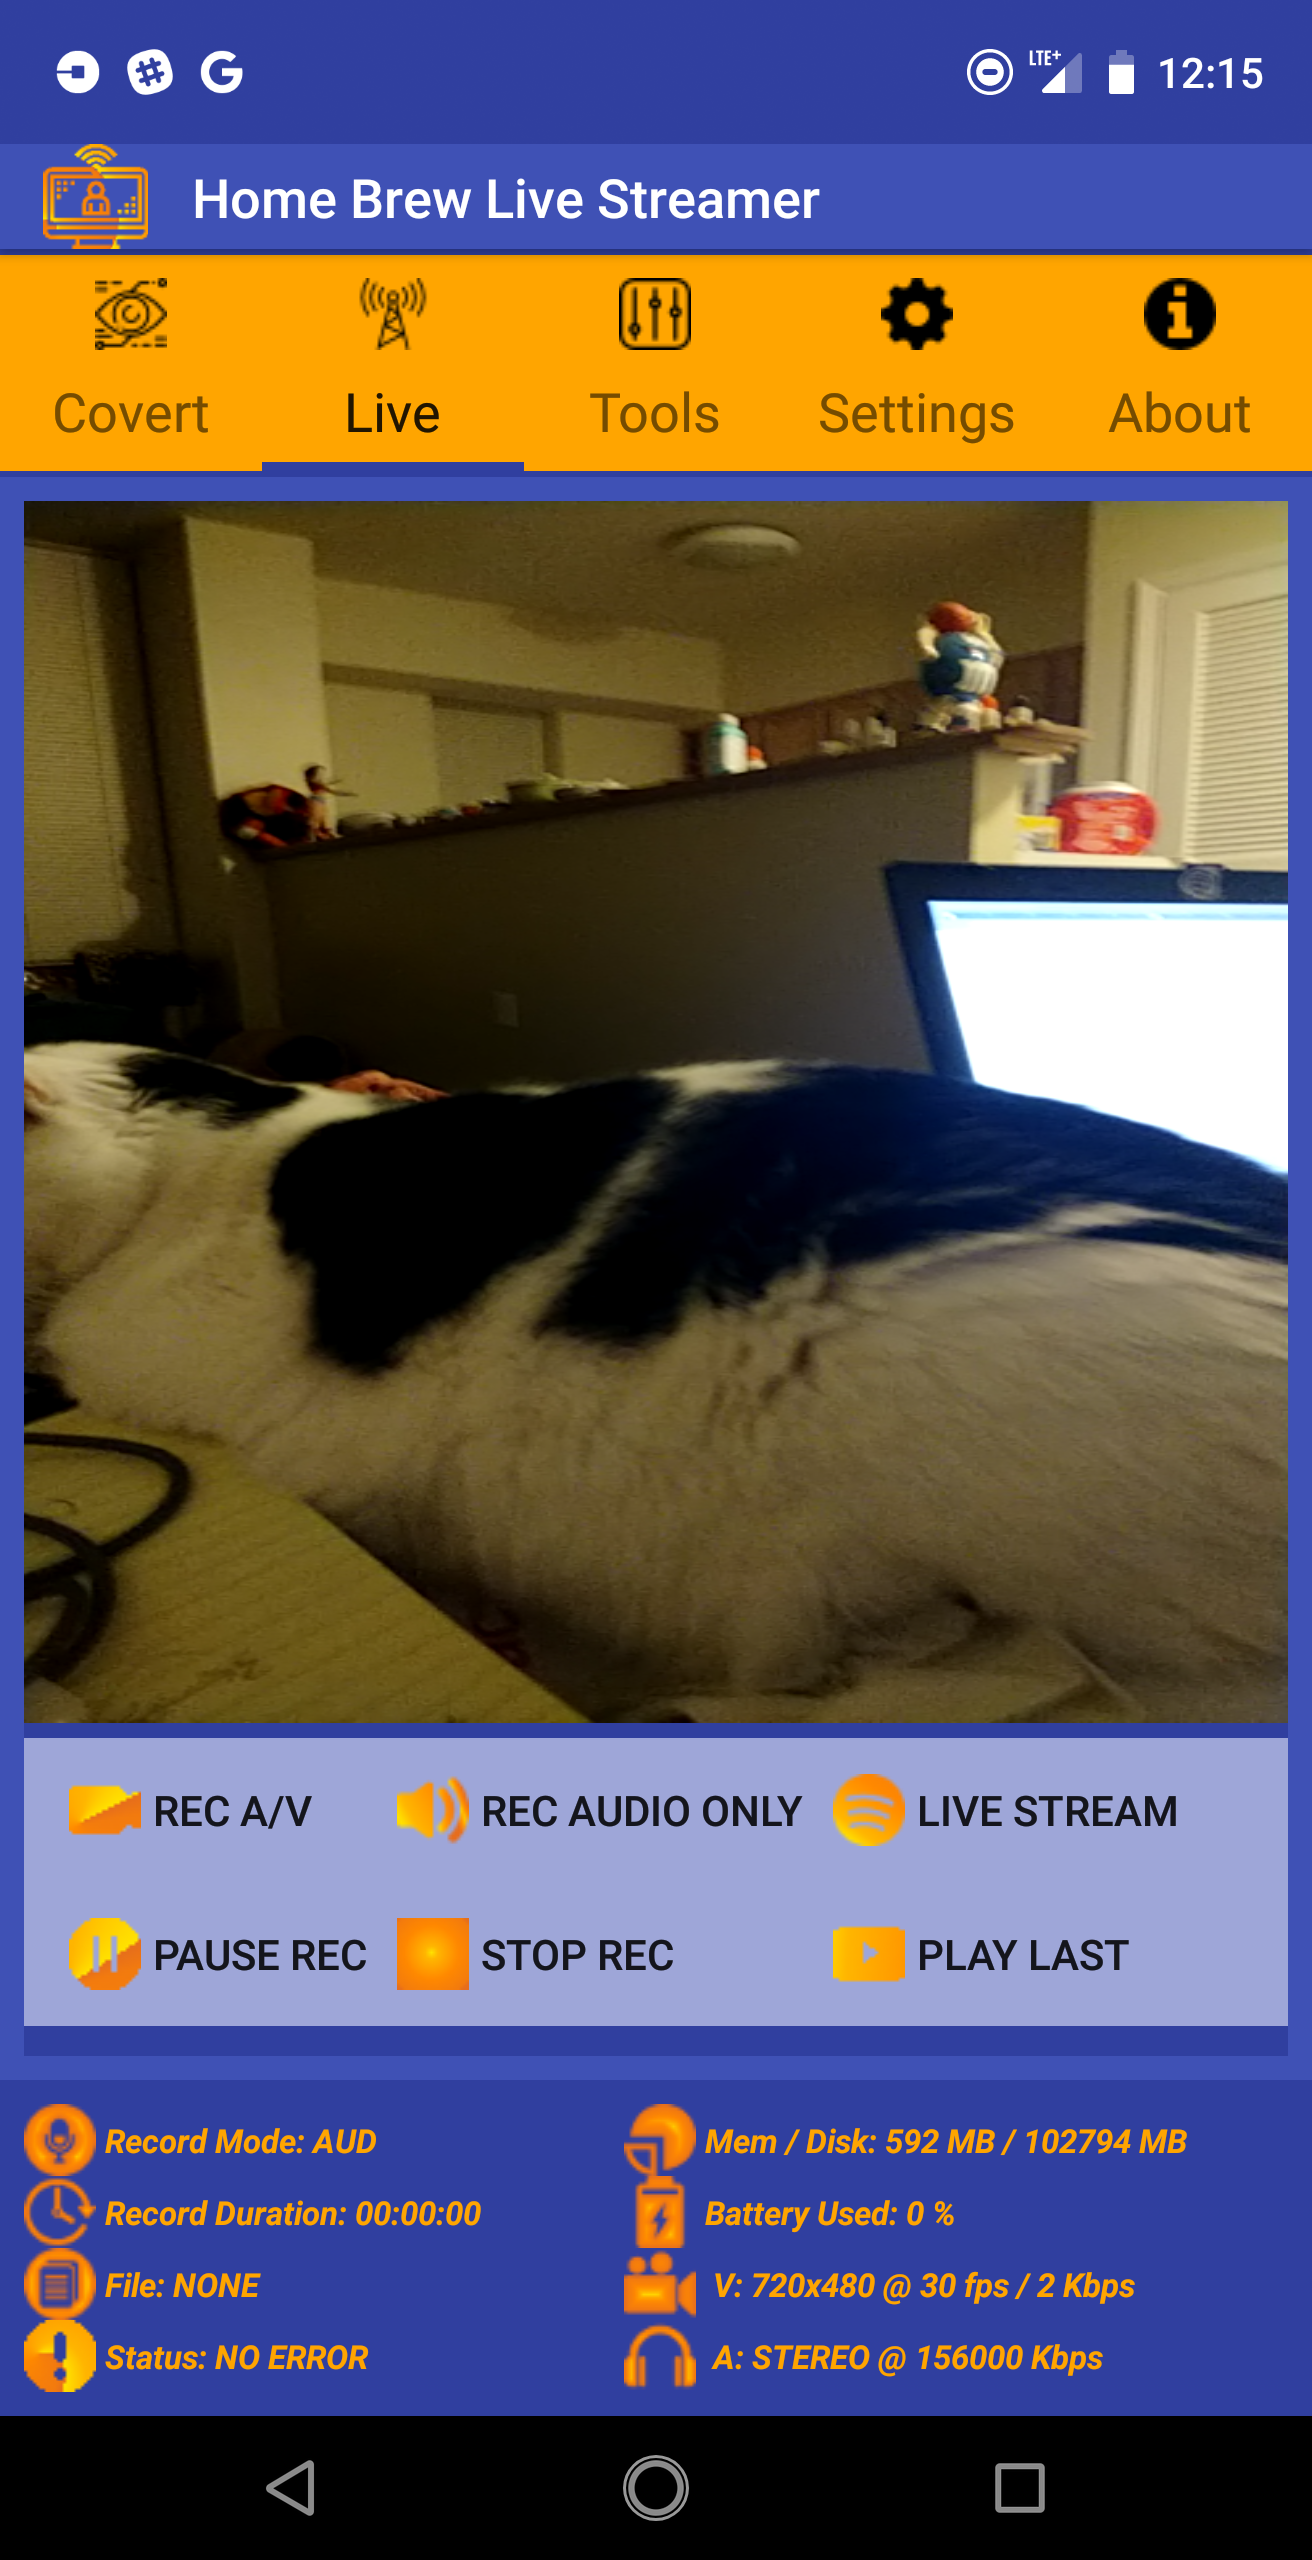 LTE+ 12:15
Home Brew Live Streamer
Covert Live Tools Settings About
REC A/V REC AUDIO ONLY LIVE STREAM
PAUSE REC STOP REC PLAY LAST
Record Mode: AUD Mem / Disk: 592 MB / 102794 MB
Record Duration: 00:00:00 Battery Used: 0 %
File: NONE V: 720x480 @ 30 fps / 2 Kbps
Status: NO ERROR A: STEREO @ 156000 Kbps